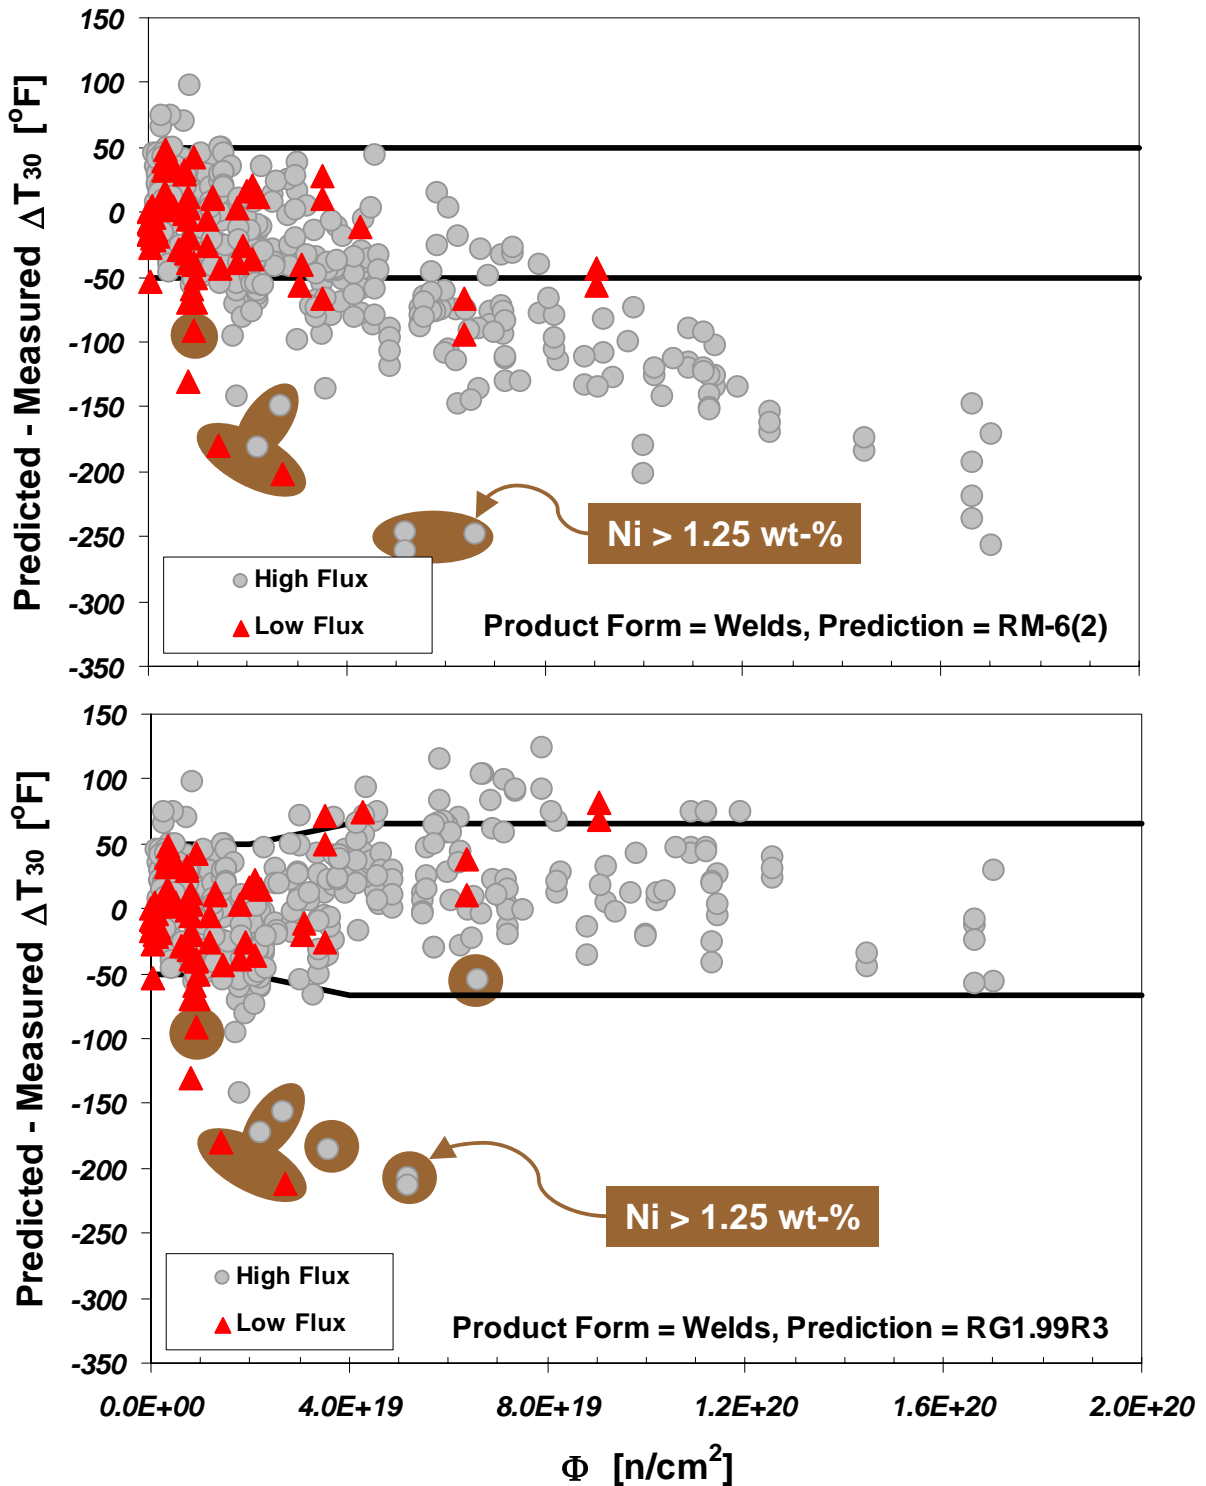 150
100
50
0
-50
-100
-150
-200
-250
-300
-350
Predicted - Measured ΔT30 [oF]
Ni > 1.25 wt-%
High Flux
Low Flux
Product Form = Welds, Prediction = RM-6(2)
150
100
50
0
-50
-100
-150
-200
-250
-300
-350
Predicted - Measured ΔT30 [oF]
Ni > 1.25 wt-%
High Flux
Low Flux
Product Form = Welds, Prediction = RG1.99R3
0.0E+00 4.0E+19 8.0E+19 1.2E+20 1.6E+20 2.0E+20
Φ [n/cm2]